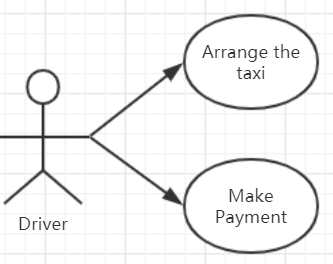 Arrange the
taxi
Make
Payment
Driver